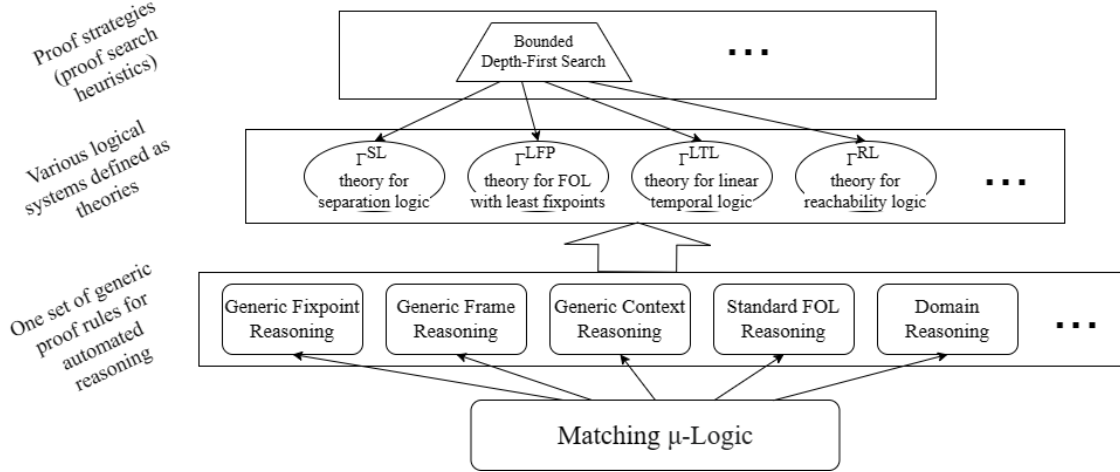 Proof strategies
(proof search
heuristics)
Bounded
Depth-First Search
...
Various logical
systems defined as
theories
Γ^SL
theory for
separation logic
Γ^LFP
theory for FOL
with least fixpoints
Γ^LTL
theory for linear
temporal logic
Γ^RL
theory for
reachability logic
...
One set of generic
proof rules for
automated
reasoning
Generic Fixpoint
Reasoning
Generic Frame
Reasoning
Generic Context
Reasoning
Standard FOL
Reasoning
Domain
Reasoning
...
Matching μ-Logic